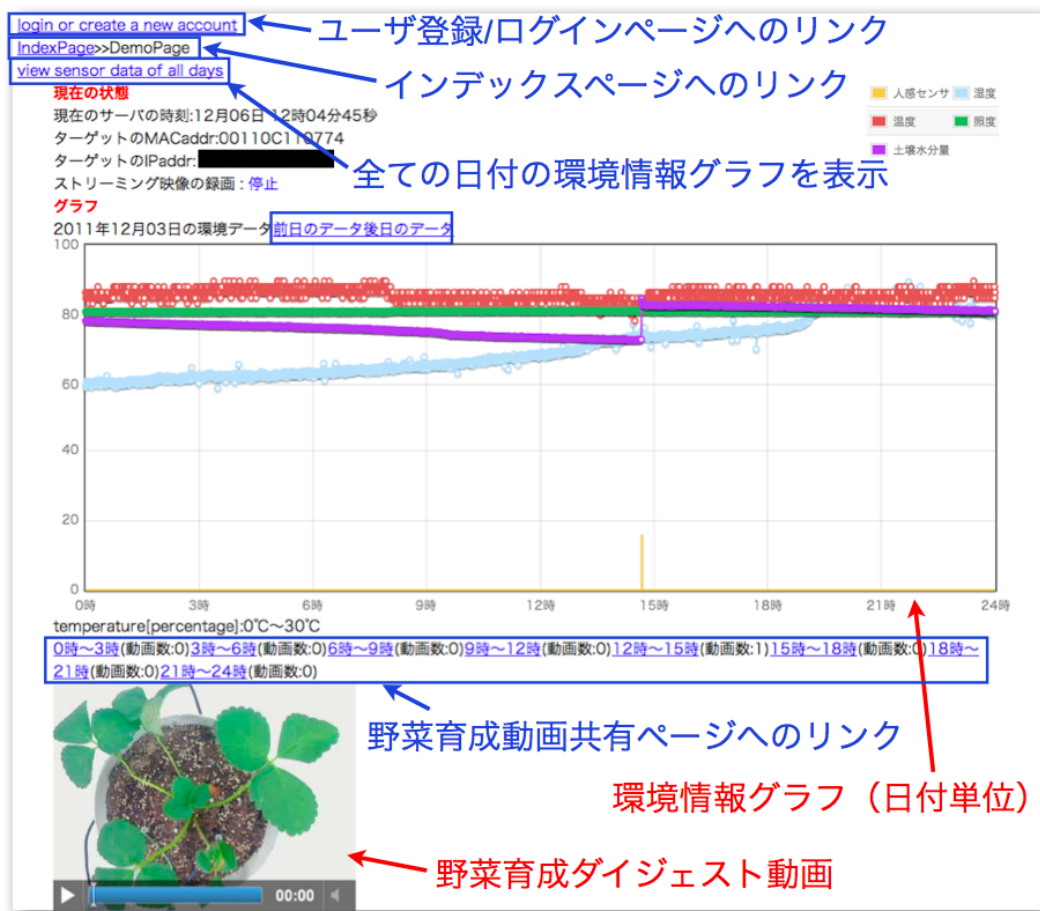 login or create a new account
ユーザ登録/ログインページへのリンク
IndexPage>>DemoPage
インデックスページへのリンク
view sensor data of all days
現在の状態
人感センサ 湿度
温度 照度
土壌水分量
現在のサーバの時刻:12月06日 12時04分45秒
ターゲットのMACaddr:00110C110774
ターゲットのIPaddr:
全ての日付の環境情報グラフを表示
ストリーミング映像の録画 : 停止
グラフ
2011年12月03日の環境データ前日のデータ後日のデータ
100
80
60
40
20
0
0時 3時 6時 9時 12時 15時 18時 21時 24時
temperature[percentage]:0℃〜30℃
0時〜3時(動画数:0)3時〜6時(動画数:0)6時〜9時(動画数:0)9時〜12時(動画数:0)12時〜15時(動画数:1)15時〜18時(動画数:0)18時〜
21時(動画数:0)21時〜24時(動画数:0)
野菜育成動画共有ページへのリンク
環境情報グラフ（日付単位）
野菜育成ダイジェスト動画
00:00